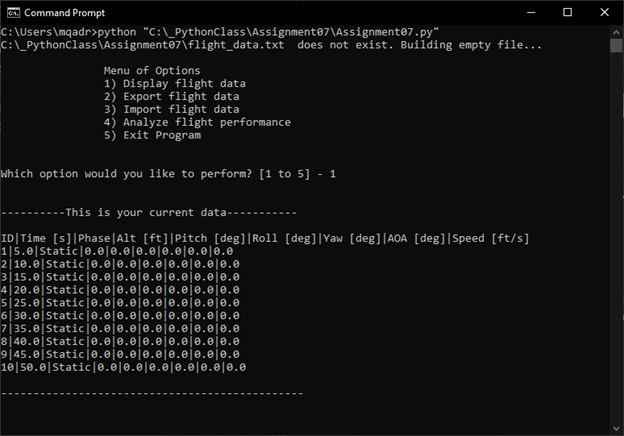 Command Prompt
C:\Users\mqadr>python "C:\_PythonClass\Assignment07\Assignment07.py"
C:\_PythonClass\Assignment07\flight_data.txt  does not exist. Building empty file...
Menu of Options
1) Display flight data
2) Export flight data
3) Import flight data
4) Analyze flight performance
5) Exit Program
Which option would you like to perform? [1 to 5] - 1
----------This is your current data-----------
ID|Time [s]|Phase|Alt [ft]|Pitch [deg]|Roll [deg]|Yaw [deg]|AOA [deg]|Speed [ft/s]
1|5.0|Static|0.0|0.0|0.0|0.0|0.0|0.0
2|10.0|Static|0.0|0.0|0.0|0.0|0.0|0.0
3|15.0|Static|0.0|0.0|0.0|0.0|0.0|0.0
4|20.0|Static|0.0|0.0|0.0|0.0|0.0|0.0
5|25.0|Static|0.0|0.0|0.0|0.0|0.0|0.0
6|30.0|Static|0.0|0.0|0.0|0.0|0.0|0.0
7|35.0|Static|0.0|0.0|0.0|0.0|0.0|0.0
8|40.0|Static|0.0|0.0|0.0|0.0|0.0|0.0
9|45.0|Static|0.0|0.0|0.0|0.0|0.0|0.0
10|50.0|Static|0.0|0.0|0.0|0.0|0.0|0.0
-----------------------------------------------